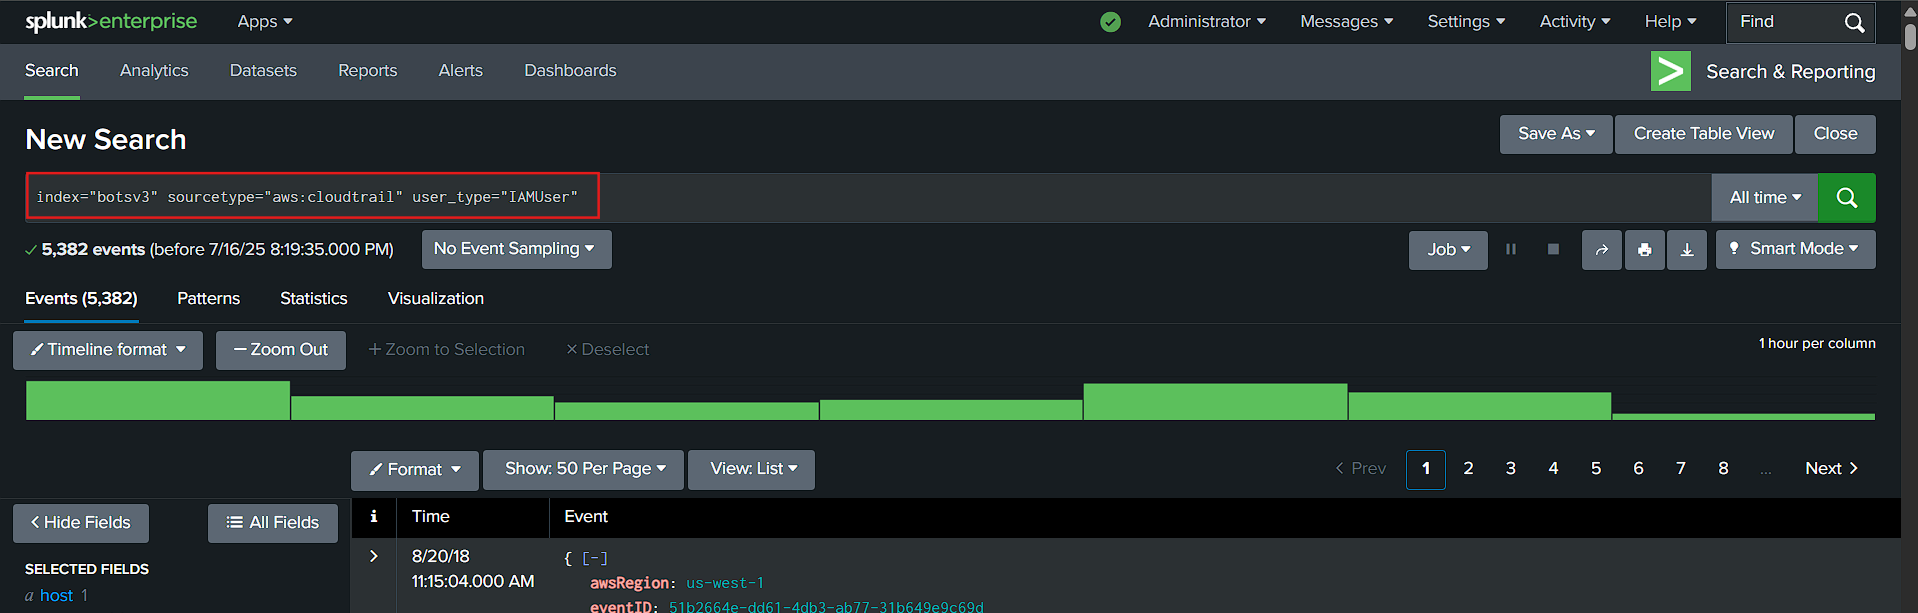 splunk>enterprise Apps Administrator Messages Settings Activity Help Find
Search Analytics Datasets Reports Alerts Dashboards Search & Reporting
New Search Save As Create Table View Close
index="botsv3" sourcetype="aws:cloudtrail" user_type="IAMUser" All time
5,382 events (before 7/16/25 8:19:35.000 PM) No Event Sampling Job Smart Mode
Events (5,382) Patterns Statistics Visualization
Timeline format — Zoom Out + Zoom to Selection × Deselect 1 hour per column
Format Show: 50 Per Page View: List < Prev 1 2 3 4 5 6 7 8 ... Next >
< Hide Fields All Fields i Time Event
SELECTED FIELDS
a host 1
> 8/20/18 { [-]
11:15:04.000 AM awsRegion: us-west-1
eventID: 51b2664e-dd61-4db3-ab77-31b649e9c69d